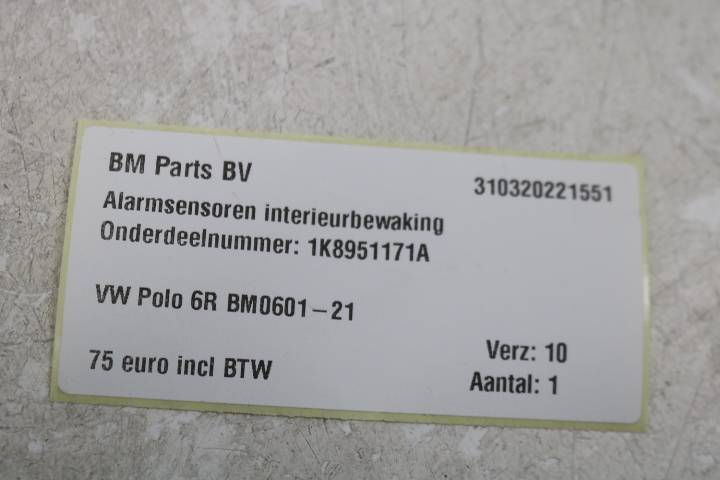 BM Parts BV
310320221551
Alarmsensoren interieurbewaking
Onderdeelnummer: 1K8951171A
VW Polo 6R BM0601-21
Verz: 10
75 euro incl BTW
Aantal: 1